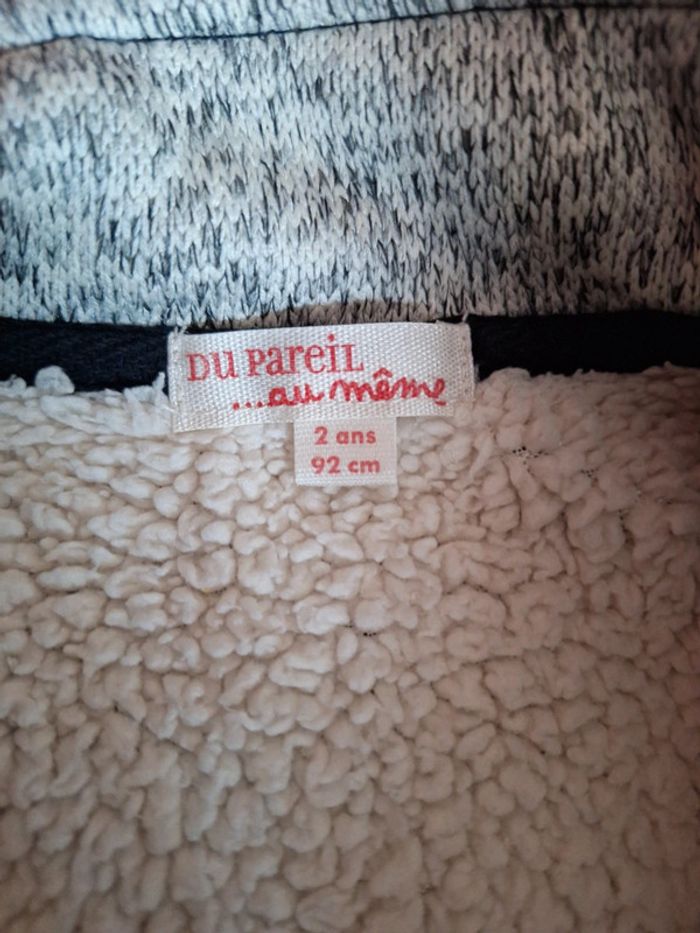 DU PAREIL
...au même
2 ans
92 cm